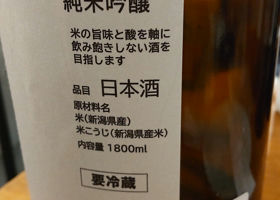 純米吟醸
米の旨味と酸を軸に
飲み飽きしない酒を
目指します
品目 日本酒
原材料名
米(新潟県産)
米こうじ(新潟県産米)
内容量 1800ml
要冷蔵